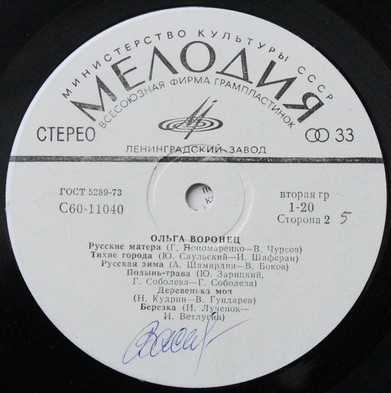 МИНИСТЕРСТВО КУЛЬТУРЫ СССР
МЕЛОДИЯ
ВСЕСОЮЗНАЯ ФИРМА ГРАМПЛАСТИНОК
СТЕРЕО
33
ЛЕНИНГРАДСКИЙ ЗАВОД
ГОСТ 5289-73
С60-11040
вторая гр
1-20
Сторона 2 5
ОЛЬГА ВОРОНЕЦ
Русские матери (Г. Пономаренко—В. Чурсов)
Тихие города (Ю. Саульский—И. Шаферан)
Русская зима (А. Шамардин—В. Боков)
Полынь-трава (Ю. Зарицкий,
Г. Соболева—Г. Соболева)
Деревенька моя
(Н. Кудрин—В. Гундарев)
Березка (И. Лученок—
И. Ветлугин)